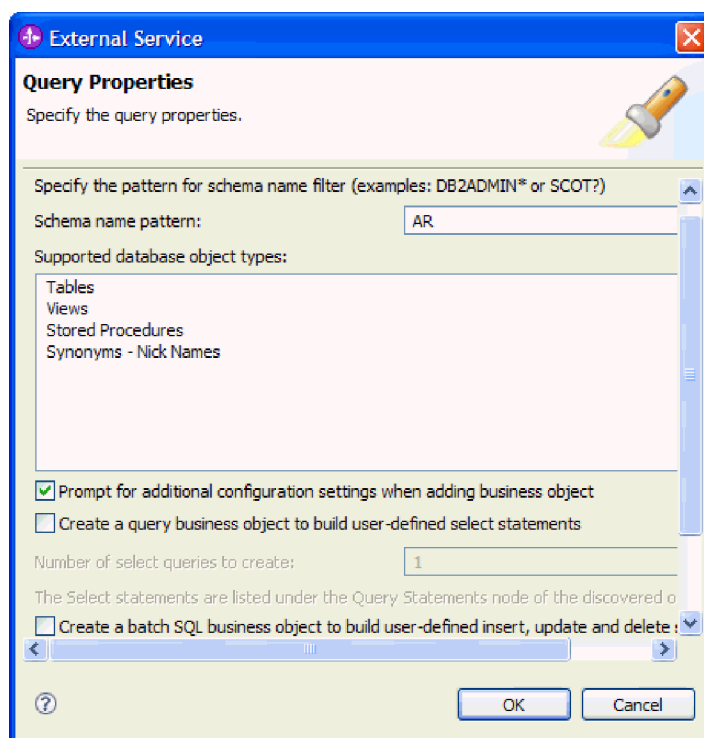 External Service
Query Properties
Specify the query properties.
Specify the pattern for schema name filter (examples: DB2ADMIN* or SCOT?)
Schema name pattern:
AR
Supported database object types:
Tables
Views
Stored Procedures
Synonyms - Nick Names
Prompt for additional configuration settings when adding business object
Create a query business object to build user-defined select statements
Number of select queries to create:
1
The Select statements are listed under the Query Statements node of the discovered o
Create a batch SQL business object to build user-defined insert, update and delete s
?
OK
Cancel